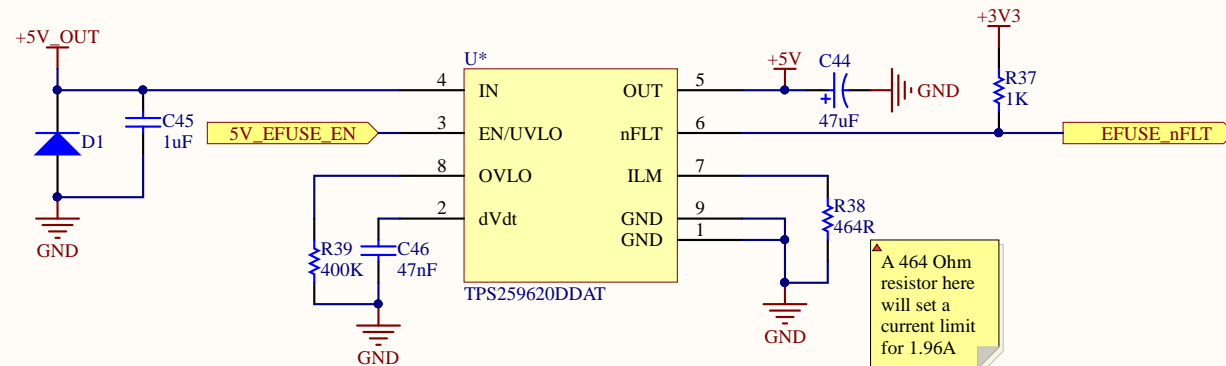 +5V_OUT
D1
C45
1uF
5V_EFUSE_EN
GND
R39
400K
C46
47nF
GND
U*
4
IN
3
EN/UVLO
8
OVLO
2
dVdt
OUT
5
nFLT
6
ILM
7
GND
9
GND
1
TPS259620DDAT
+5V
C44
+
47uF
GND
+3V3
R37
1K
EFUSE_nFLT
R38
464R
GND
A 464 Ohm
resistor here
will set a
current limit
for 1.96A